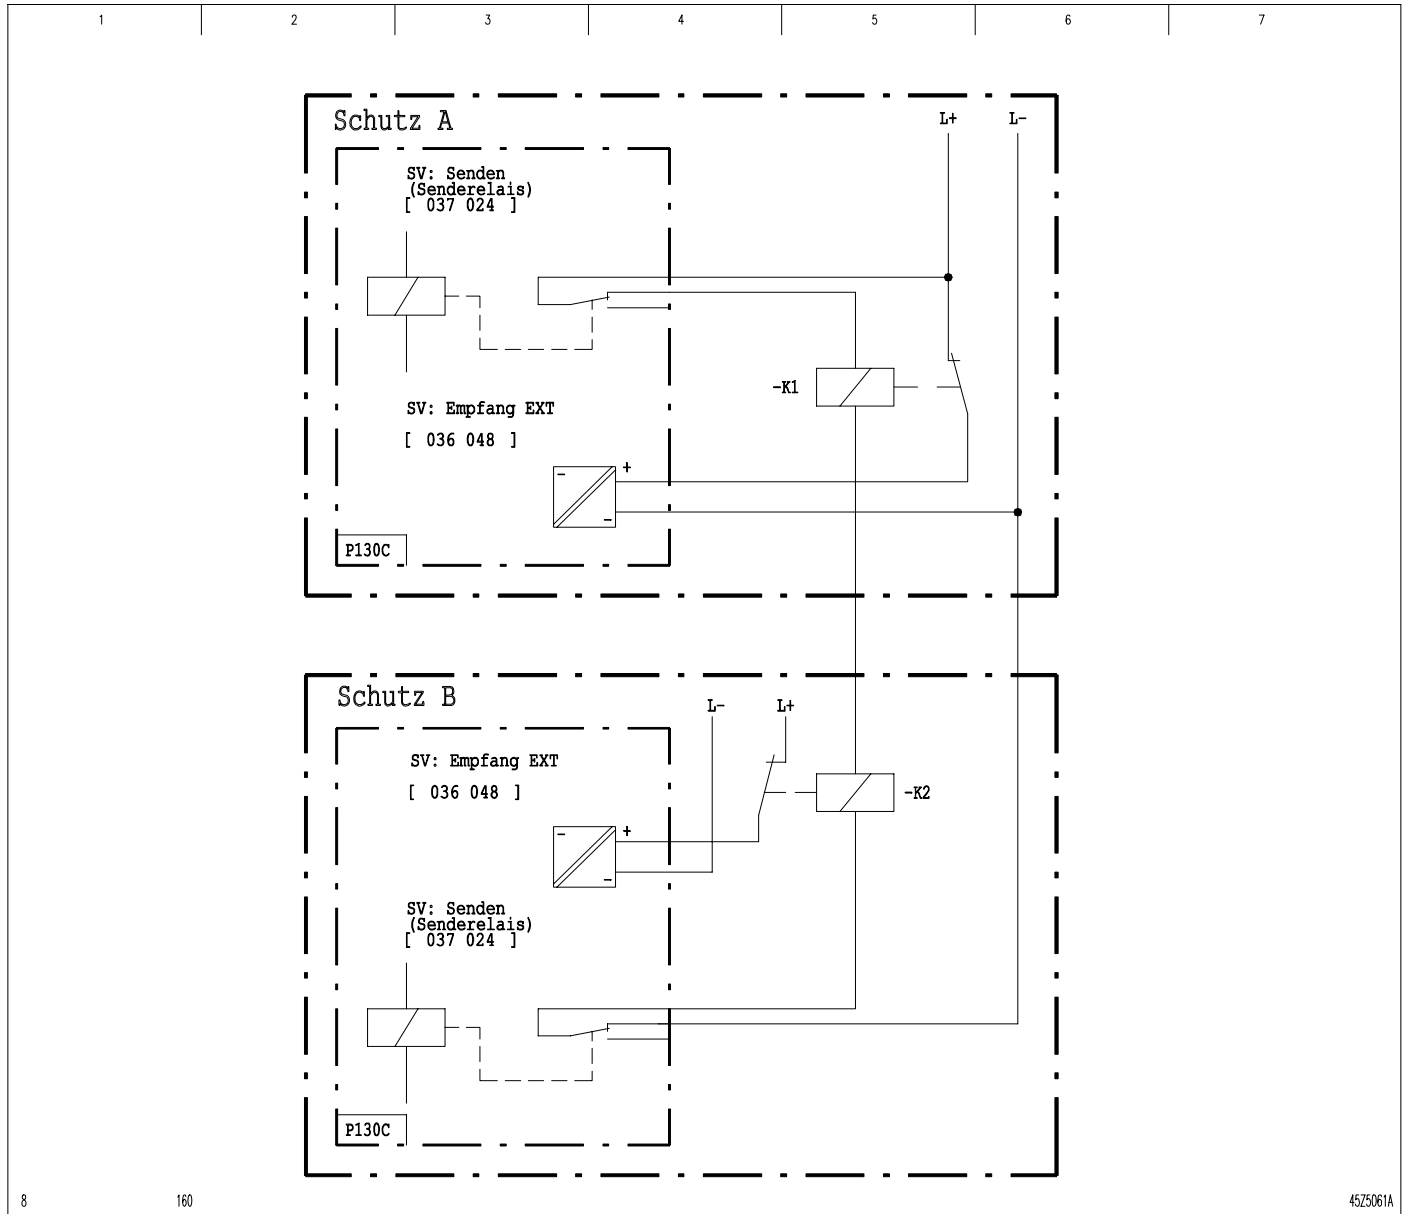 1 2 3 4 5 6 7
Schutz A
L+ L-
SV: Senden
(Senderelais)
[ 037 024 ]
-K1
SV: Empfang EXT
[ 036 048 ]
- +
-
P130C
Schutz B
L- L+
SV: Empfang EXT
[ 036 048 ]
-K2
- +
-
SV: Senden
(Senderelais)
[ 037 024 ]
P130C
8 160 45Z5061A